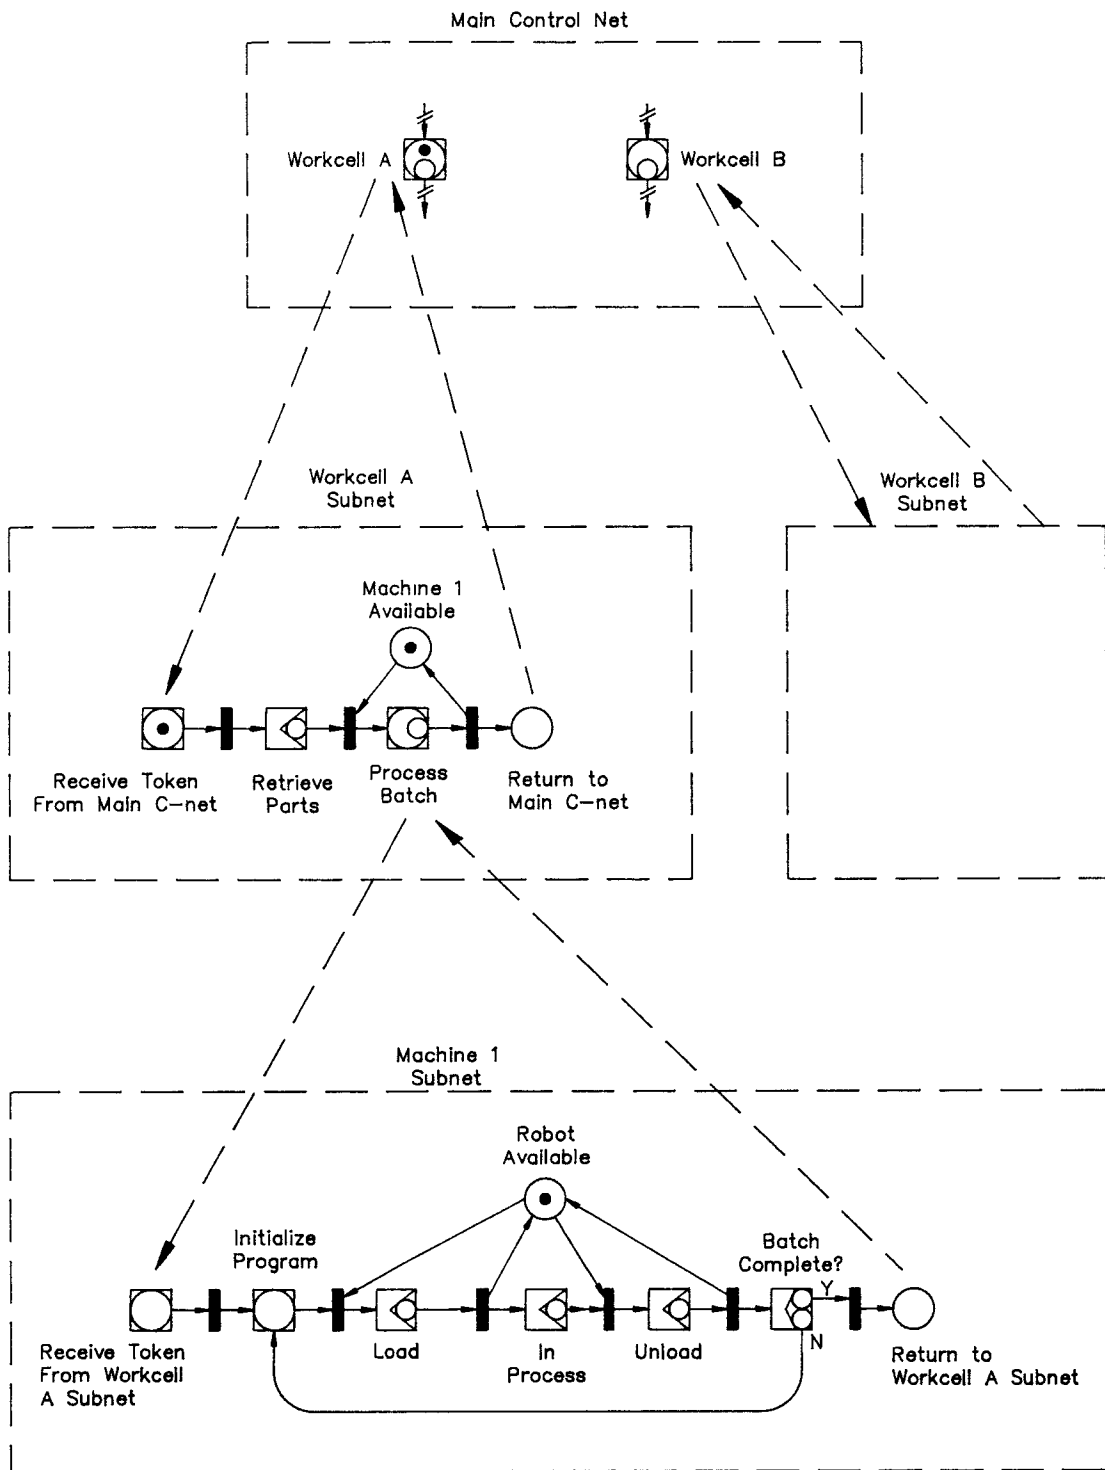 Main Control Net
Workcell A
Workcell B
Workcell A
Subnet
Workcell B
Subnet
Machine 1
Available
Receive Token
From Main C-net
Retrieve
Parts
Process
Batch
Return to
Main C-net
Machine 1
Subnet
Robot
Available
Initialize
Program
Batch
Complete?
Y
N
Receive Token
From Workcell
A Subnet
Load
In
Process
Unload
Return to
Workcell A Subnet